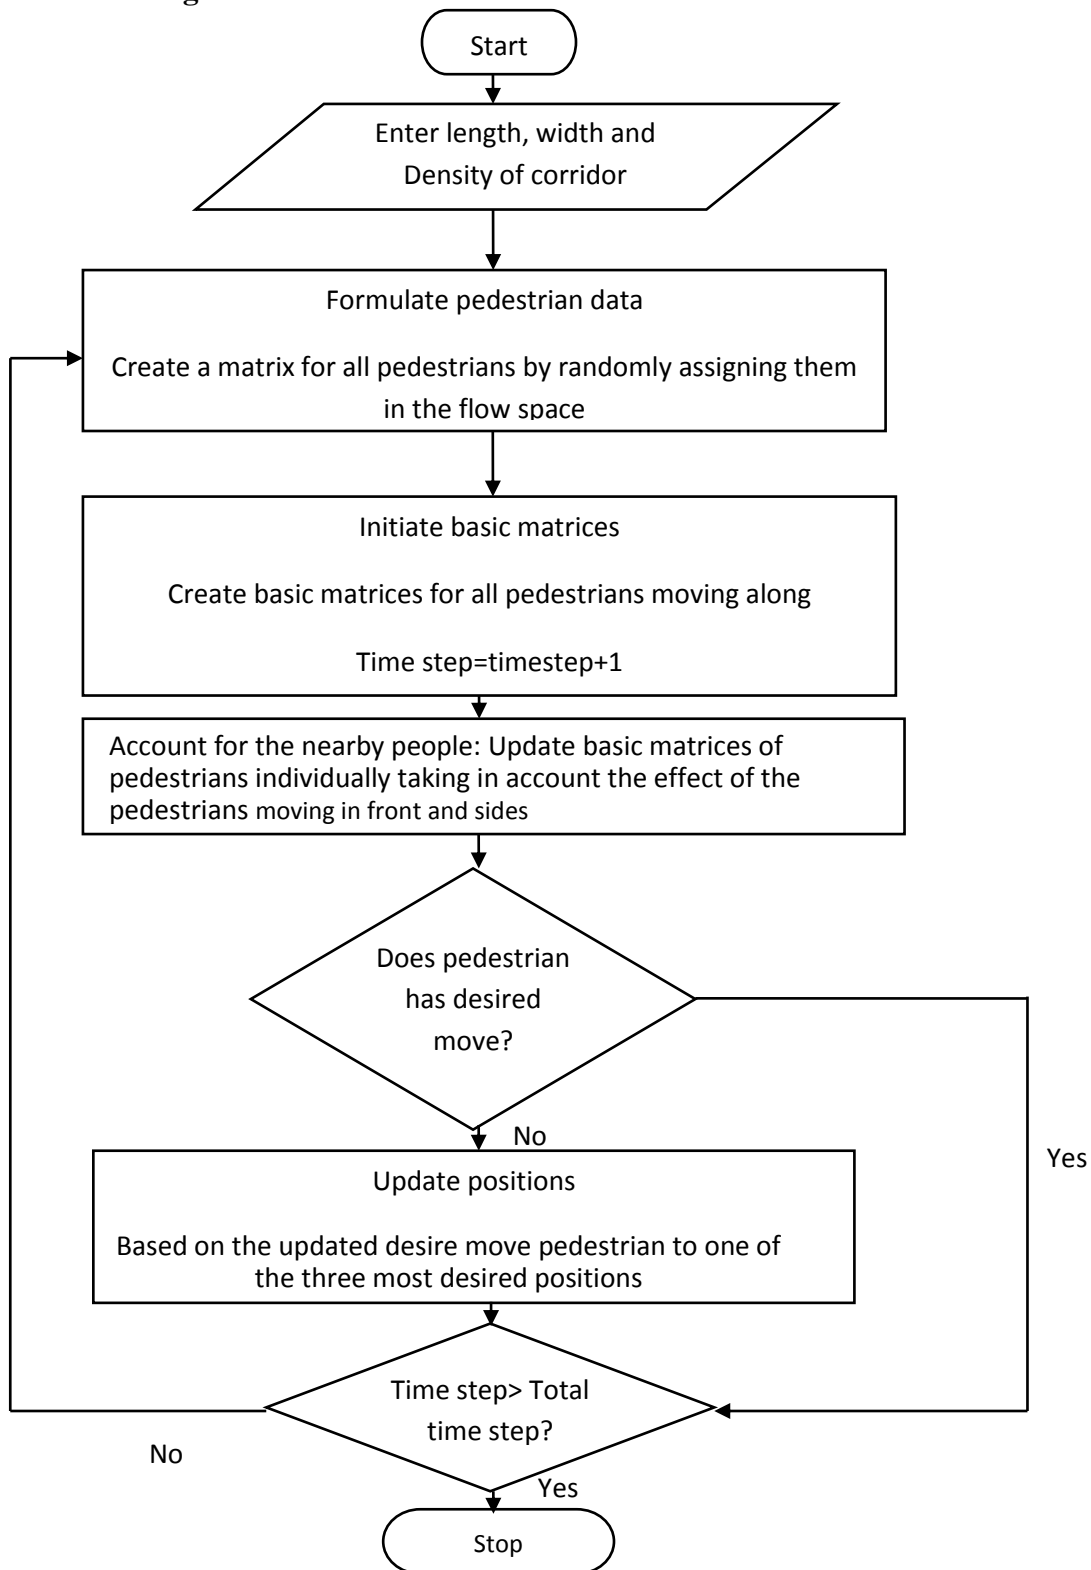 Start
Enter length, width and
Density of corridor
Formulate pedestrian data
Create a matrix for all pedestrians by randomly assigning them
in the flow space
Initiate basic matrices
Create basic matrices for all pedestrians moving along
Time step=timestep+1
Account for the nearby people: Update basic matrices of
pedestrians individually taking in account the effect of the
pedestrians moving in front and sides
Does pedestrian
has desired
move?
No
Yes
Update positions
Based on the updated desire move pedestrian to one of
the three most desired positions
Time step> Total
time step?
No
Yes
Stop